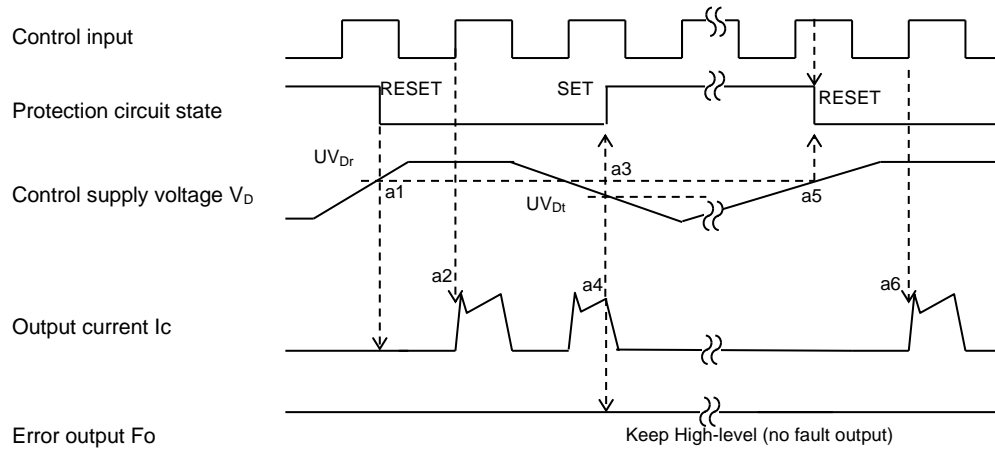 Control input
RESET
SET
Protection circuit state
RESET
UVDr
a3
a1
Control supply voltage VD
a5
UVDt
a2
a4
a6
Output current Ic
Error output Fo
Keep High-level (no fault output)